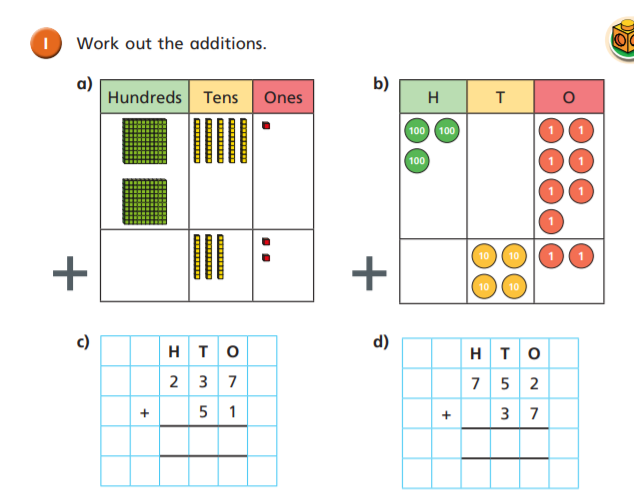 1 Work out the additions.
a)
Hundreds Tens Ones
+
b)
H T O
100 100 1 1
100 1 1
1 1
1
+ 10 10 1 1
10 10
c)
H T O
2 3 7
+ 5 1
d)
H T O
7 5 2
+ 3 7